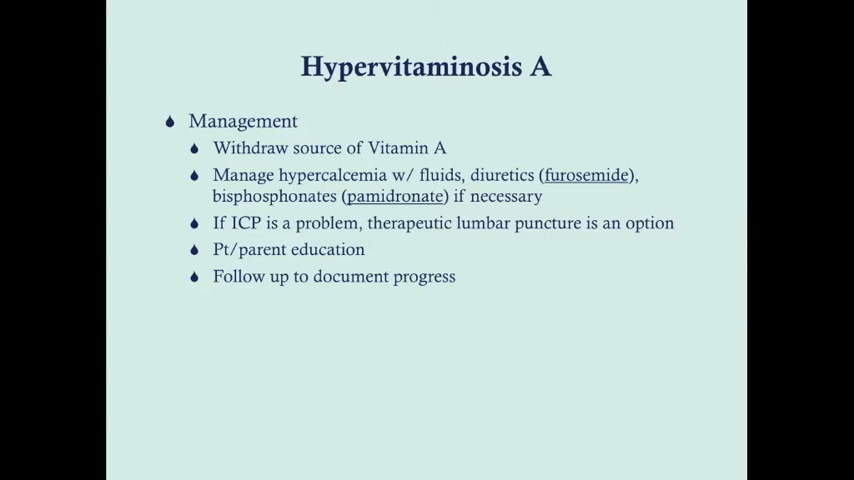 Hypervitaminosis A
Management
Withdraw source of Vitamin A
Manage hypercalcemia w/ fluids, diuretics (furosemide),
bisphosphonates (pamidronate) if necessary
If ICP is a problem, therapeutic lumbar puncture is an option
Pt/parent education
Follow up to document progress